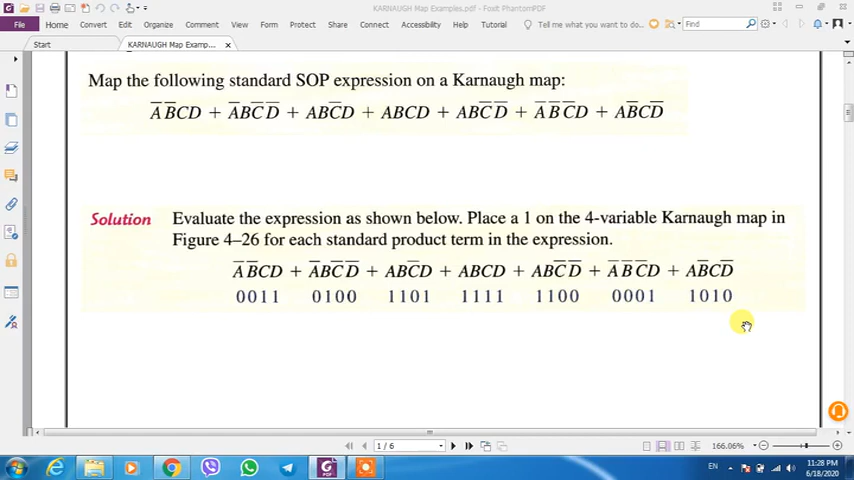 KARNAUGH Map Examples.pdf - Foxit PhantomPDF
File Home Convert Edit Organize Comment View Form Protect Share Connect Accessibility Tutorial Help Tell me what you want... Find
Start KARNAUGH Map Examp... ×
Map the following standard SOP expression on a Karnaugh map:
A̅B̅CD + A̅BC̅D̅ + ABC̅D + ABCD + ABC̅D̅ + A̅B̅C̅D + AB̅CD̅
Solution Evaluate the expression as shown below. Place a 1 on the 4-variable Karnaugh map in
Figure 4–26 for each standard product term in the expression.
A̅B̅CD + A̅BC̅D̅ + ABC̅D + ABCD + ABC̅D̅ + A̅B̅C̅D + AB̅CD̅
0011 0100 1101 1111 1100 0001 1010
1 / 6 166.06%
EN 11:28 PM
6/18/2020